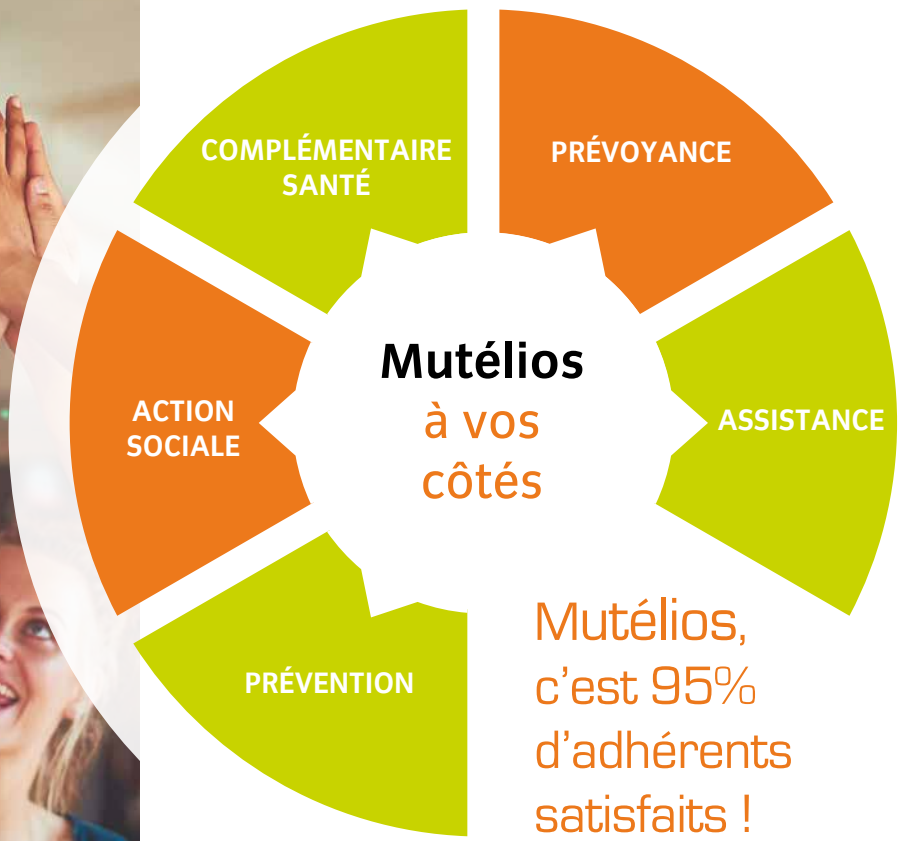 COMPLÉMENTAIRE
SANTÉ
PRÉVOYANCE
Mutélios
à vos
côtés
ACTION
SOCIALE
ASSISTANCE
PRÉVENTION
Mutélios,
c’est 95%
d’adhérents
satisfaits !